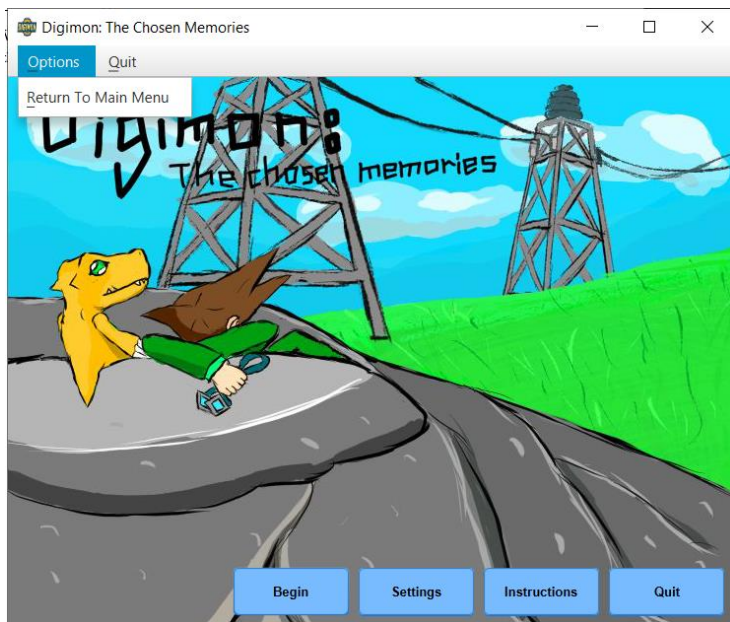 Digimon: The Chosen Memories
Options Quit
Return To Main Menu
Digimon:
The chosen memories
Begin Settings Instructions Quit